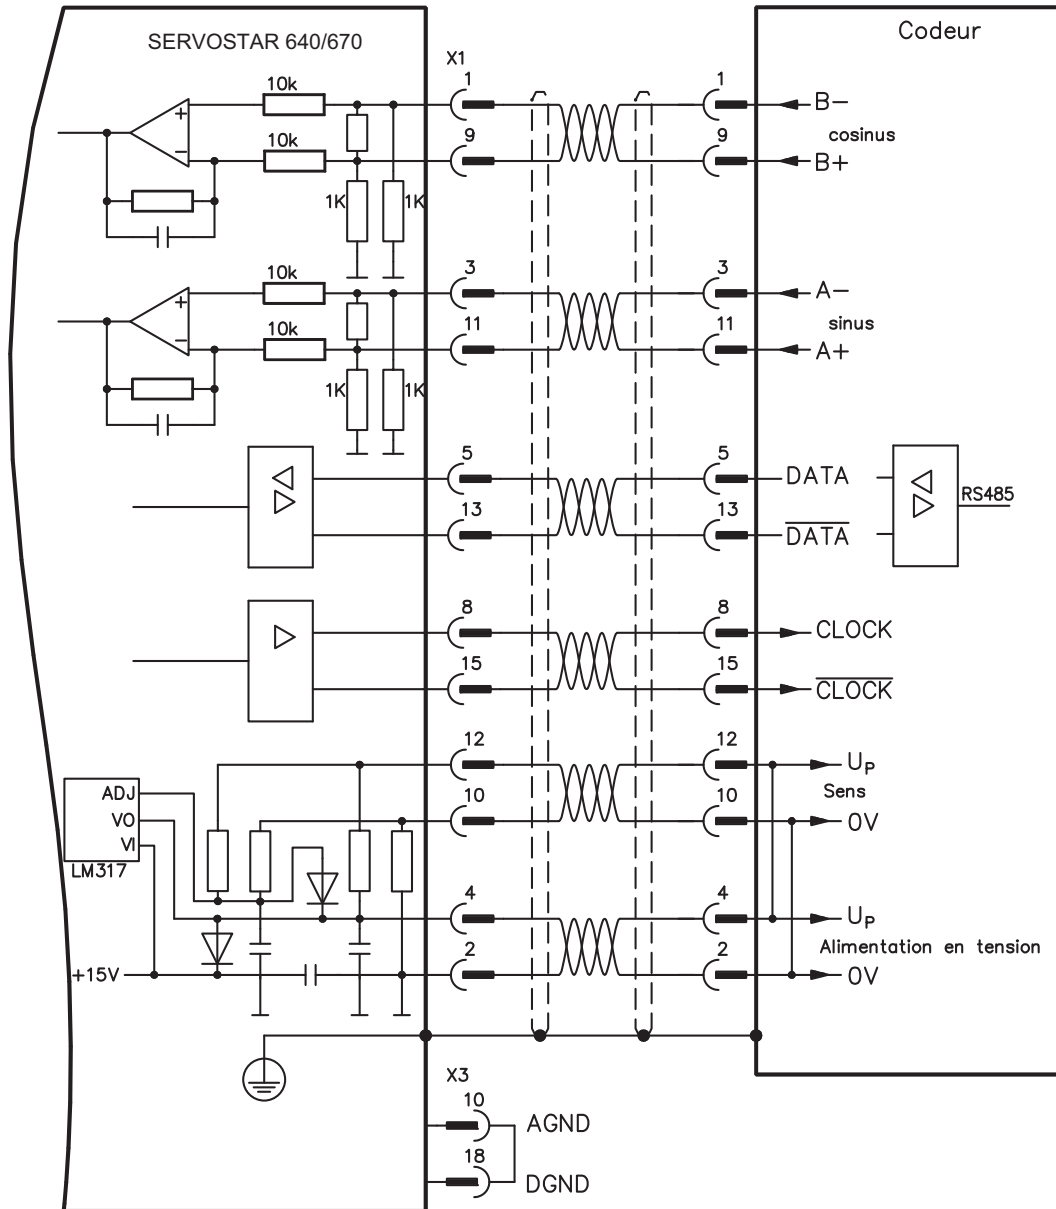 SERVOSTAR 640/670
Codeur
X1
10k
1
1
B-
10k
9
9
cosinus
B+
1K
1K
10k
3
3
A-
10k
11
11
sinus
A+
1K
1K
5
5
DATA
RS485
13
13
DATA
8
8
CLOCK
15
15
CLOCK
12
12
UP
Sens
ADJ
VO
VI
LM317
10
10
0V
4
4
UP
Alimentation en tension
+15V
2
2
0V
X3
10
AGND
18
DGND